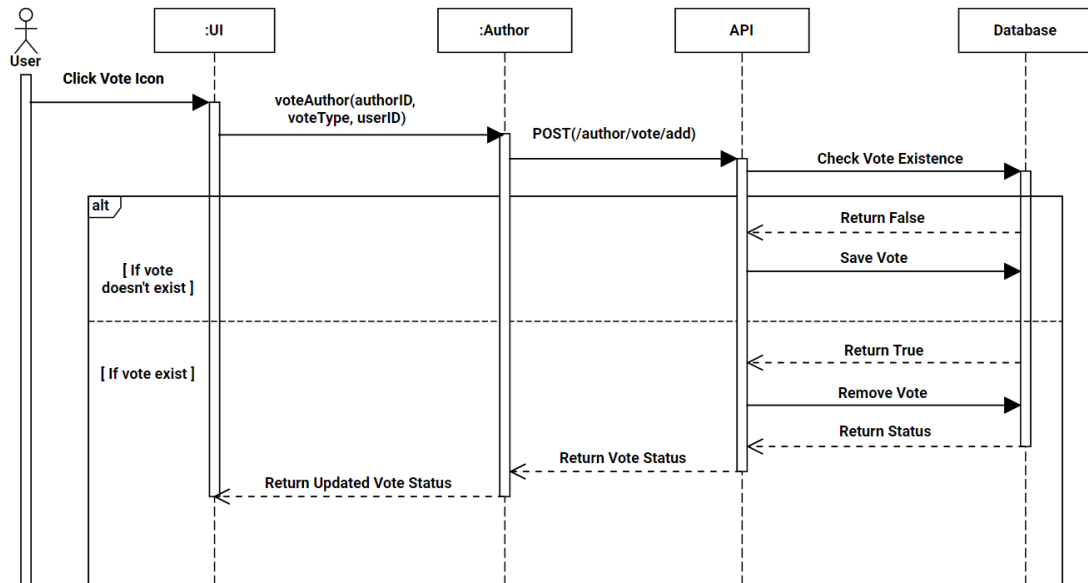 User
:UI
:Author
API
Database
Click Vote Icon
voteAuthor(authorID,
voteType, userID)
POST(/author/vote/add)
Check Vote Existence
alt
Return False
[ If vote
doesn't exist ]
Save Vote
Return True
[ If vote exist ]
Remove Vote
Return Status
Return Vote Status
Return Updated Vote Status